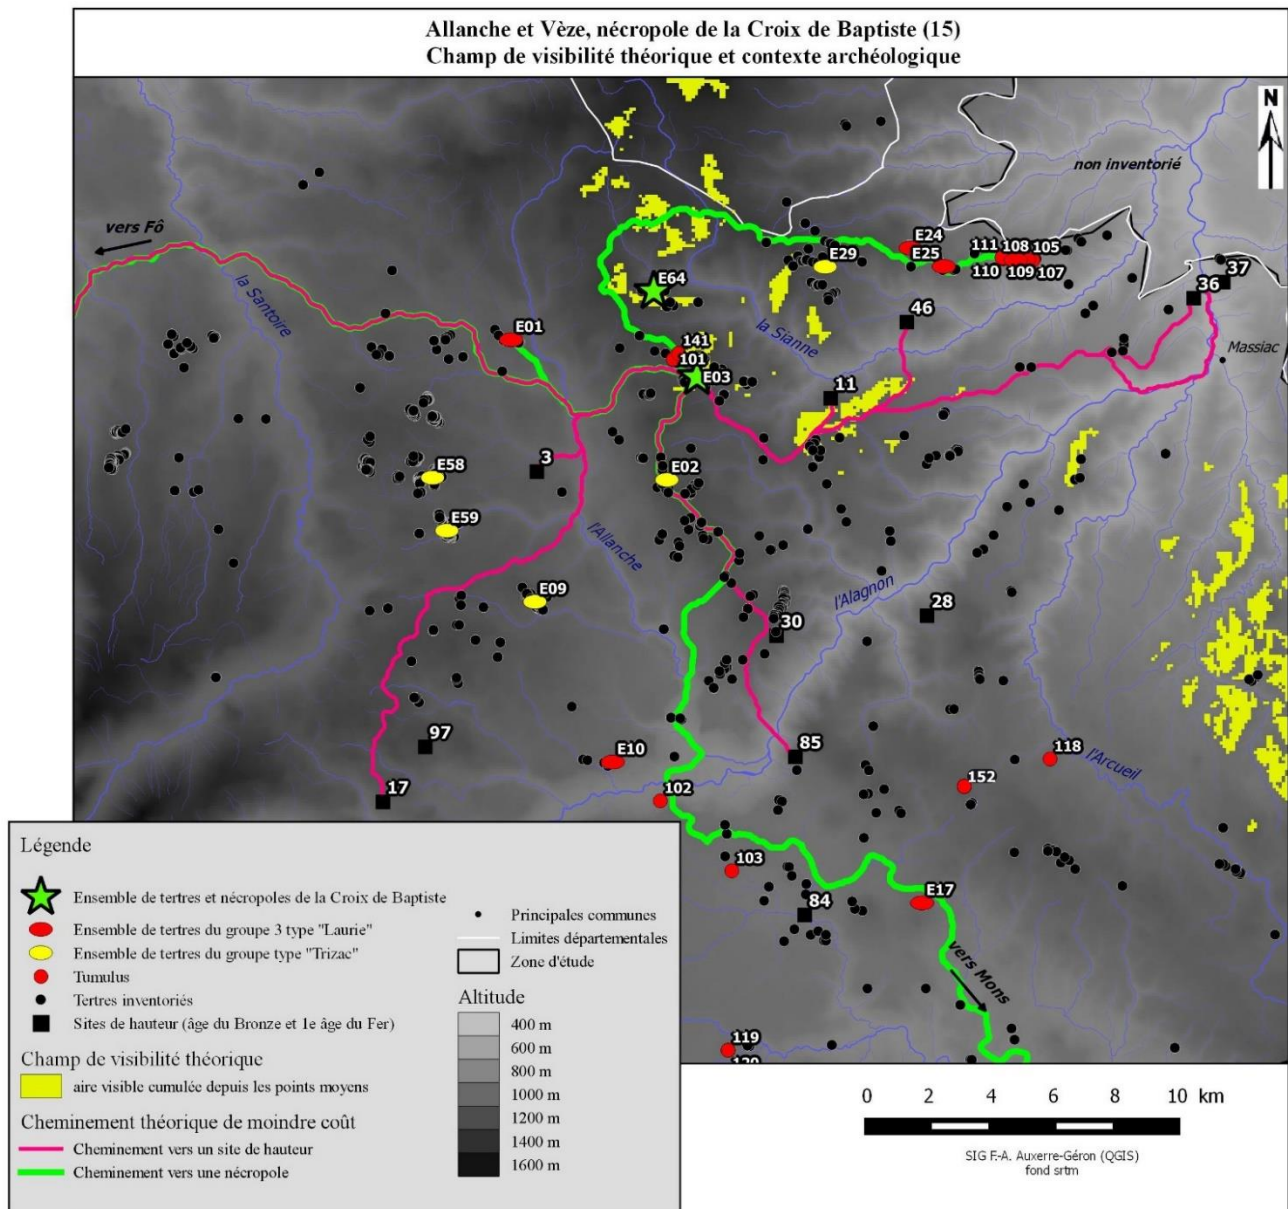 Allanche et Vèze, nécropole de la Croix de Baptiste (15)
Champ de visibilité théorique et contexte archéologique
N
non inventorié
vers Fô
la Santoire
E24
E25
111
108
105
110
109
107
E29
37
36
E64
46
la Sianne
E01
141
101
E03
Massiac
11
3
E58
E02
E59
l'Allanche
l'Alagnon
E09
28
30
97
85
E10
118
l'Arcueil
152
17
102
103
E17
84
vers Mons
119
120
Légende
Ensemble de tertres et nécropoles de la Croix de Baptiste
Ensemble de tertres du groupe 3 type "Laurie"
Ensemble de tertres du groupe type "Trizac"
Tumulus
Tertres inventoriés
Sites de hauteur (âge du Bronze et 1e âge du Fer)
Champ de visibilité théorique
aire visible cumulée depuis les points moyens
Cheminement théorique de moindre coût
Cheminement vers un site de hauteur
Cheminement vers une nécropole
Principales communes
Limites départementales
Zone d'étude
Altitude
400 m
600 m
800 m
1000 m
1200 m
1400 m
1600 m
0 2 4 6 8 10 km
SIG F.-A. Auxerre-Géron (QGIS)
fond srtm